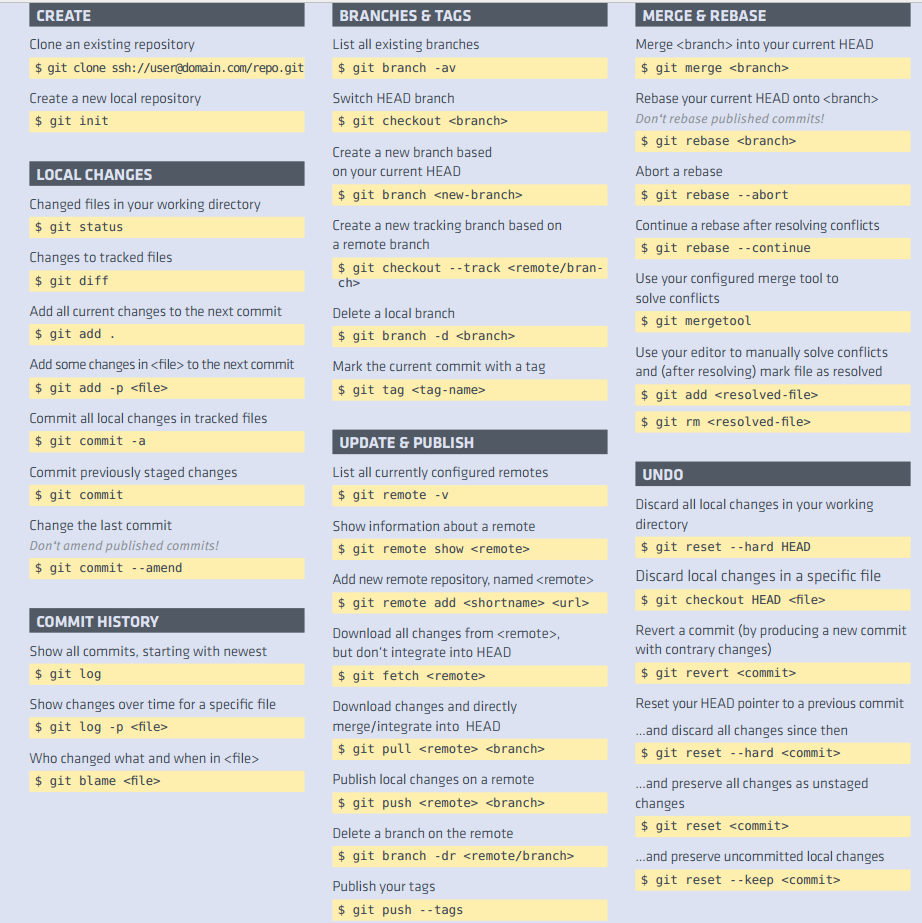 CREATE
Clone an existing repository
$ git clone ssh://user@domain.com/repo.git
Create a new local repository
$ git init
LOCAL CHANGES
Changed files in your working directory
$ git status
Changes to tracked files
$ git diff
Add all current changes to the next commit
$ git add .
Add some changes in <file> to the next commit
$ git add -p <file>
Commit all local changes in tracked files
$ git commit -a
Commit previously staged changes
$ git commit
Change the last commit
Don't amend published commits!
$ git commit --amend
COMMIT HISTORY
Show all commits, starting with newest
$ git log
Show changes over time for a specific file
$ git log -p <file>
Who changed what and when in <file>
$ git blame <file>
BRANCHES & TAGS
List all existing branches
$ git branch -av
Switch HEAD branch
$ git checkout <branch>
Create a new branch based
on your current HEAD
$ git branch <new-branch>
Create a new tracking branch based on
a remote branch
$ git checkout --track <remote/bran-
ch>
Delete a local branch
$ git branch -d <branch>
Mark the current commit with a tag
$ git tag <tag-name>
UPDATE & PUBLISH
List all currently configured remotes
$ git remote -v
Show information about a remote
$ git remote show <remote>
Add new remote repository, named <remote>
$ git remote add <shortname> <url>
Download all changes from <remote>,
but don't integrate into HEAD
$ git fetch <remote>
Download changes and directly
merge/integrate into HEAD
$ git pull <remote> <branch>
Publish local changes on a remote
$ git push <remote> <branch>
Delete a branch on the remote
$ git branch -dr <remote/branch>
Publish your tags
$ git push --tags
MERGE & REBASE
Merge <branch> into your current HEAD
$ git merge <branch>
Rebase your current HEAD onto <branch>
Don't rebase published commits!
$ git rebase <branch>
Abort a rebase
$ git rebase --abort
Continue a rebase after resolving conflicts
$ git rebase --continue
Use your configured merge tool to
solve conflicts
$ git mergetool
Use your editor to manually solve conflicts
and (after resolving) mark file as resolved
$ git add <resolved-file>
$ git rm <resolved-file>
UNDO
Discard all local changes in your working
directory
$ git reset --hard HEAD
Discard local changes in a specific file
$ git checkout HEAD <file>
Revert a commit (by producing a new commit
with contrary changes)
$ git revert <commit>
Reset your HEAD pointer to a previous commit
...and discard all changes since then
$ git reset --hard <commit>
...and preserve all changes as unstaged
changes
$ git reset <commit>
...and preserve uncommitted local changes
$ git reset --keep <commit>